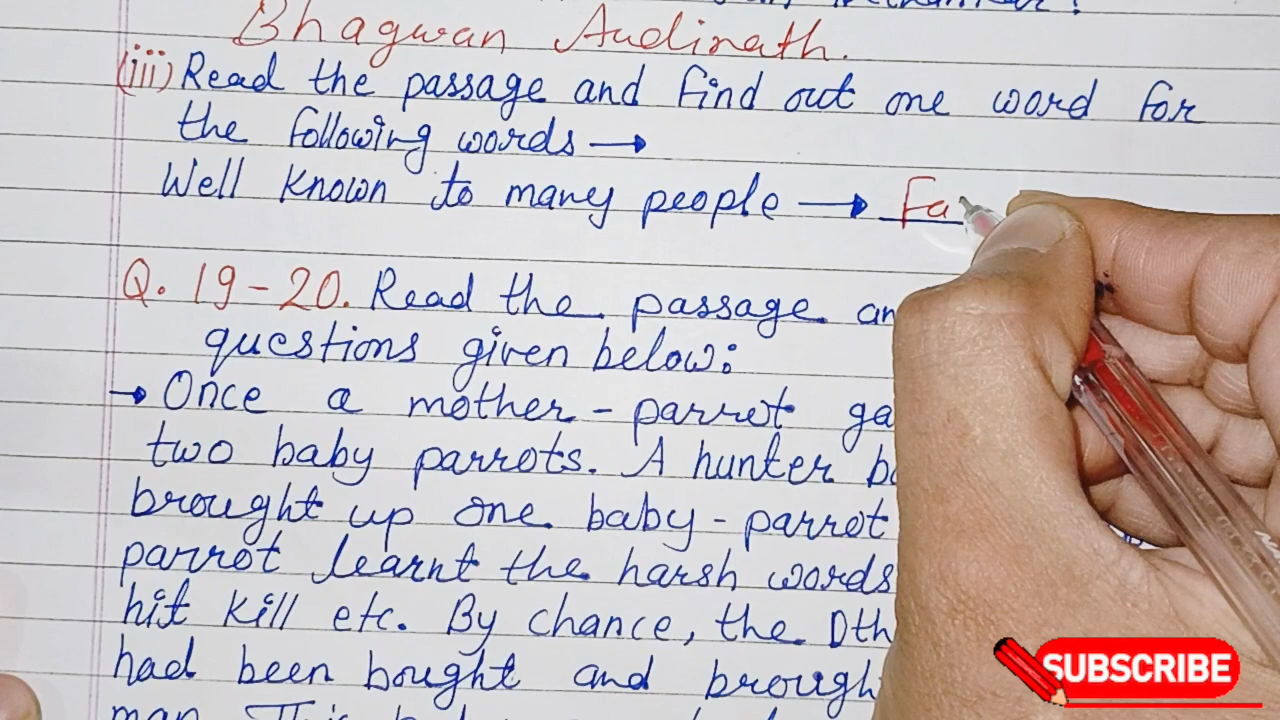 Bhagwan Audinath.
(iii) Read the passage and find out one word for
the following words →
Well known to many people → Fa
Q. 19-20. Read the passage an
questions given below:
→ Once a mother-parrot ga
two baby parrots. A hunter b
brought up one baby-parrot
parrot learnt the harsh words
hit kill etc. By chance, the Oth
had been bought and brough
man. This
SUBSCRIBE